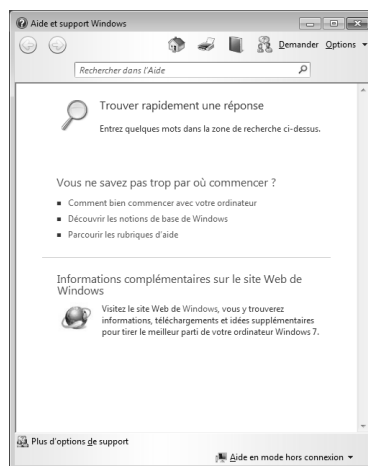 Aide et support Windows
Demander Options
Rechercher dans l'Aide
Trouver rapidement une réponse
Entrez quelques mots dans la zone de recherche ci-dessus.
Vous ne savez pas trop par où commencer ?
Comment bien commencer avec votre ordinateur
Découvrir les notions de base de Windows
Parcourir les rubriques d'aide
Informations complémentaires sur le site Web de
Windows
Visitez le site Web de Windows, vous y trouverez
informations, téléchargements et idées supplémentaires
pour tirer le meilleur parti de votre ordinateur Windows 7.
Plus d'options de support
Aide en mode hors connexion